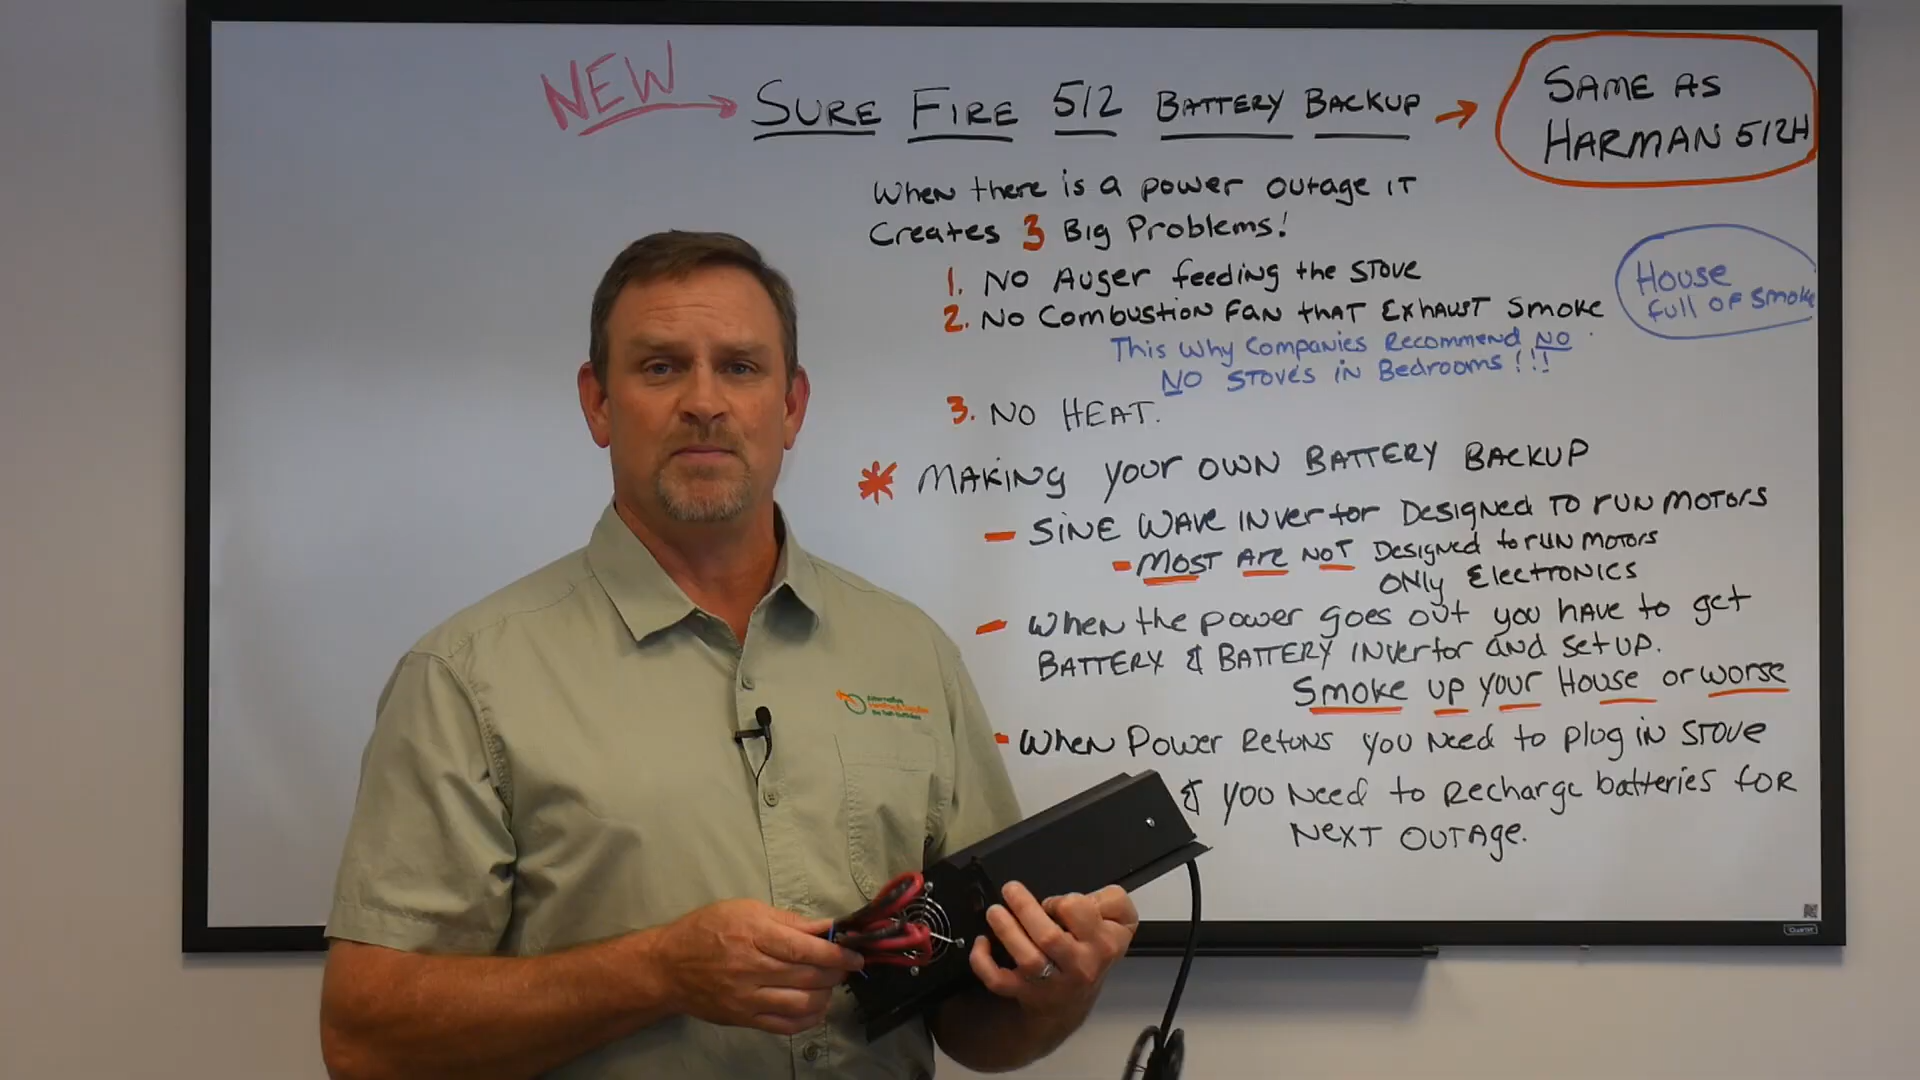 NEW → SURE FIRE 512 BATTERY BACKUP →
SAME AS
HARMAN 512H
When there is a power outage IT
Creates 3 Big Problems!
1. NO Auger feeding the STOVE
2. NO Combustion Fan that Exhaust Smoke
House
full of smoke
This Why Companies Recommend NO
NO STOVES in Bedrooms!!!
3. NO HEAT.
* MAKING YOUR OWN BATTERY BACKUP
- SINE WAVE INVERTOR Designed TO RUN MOTORS
- MOST ARE NOT Designed to run motors
ONLY Electronics
- When the power goes out you have to get
BATTERY & BATTERY INVERTOR and set up.
Smoke up your House or worse
- When Power Retuns you need to plug in STOVE
& YOU Need to Recharge batteries for
NEXT OUTAGE.
Alternative